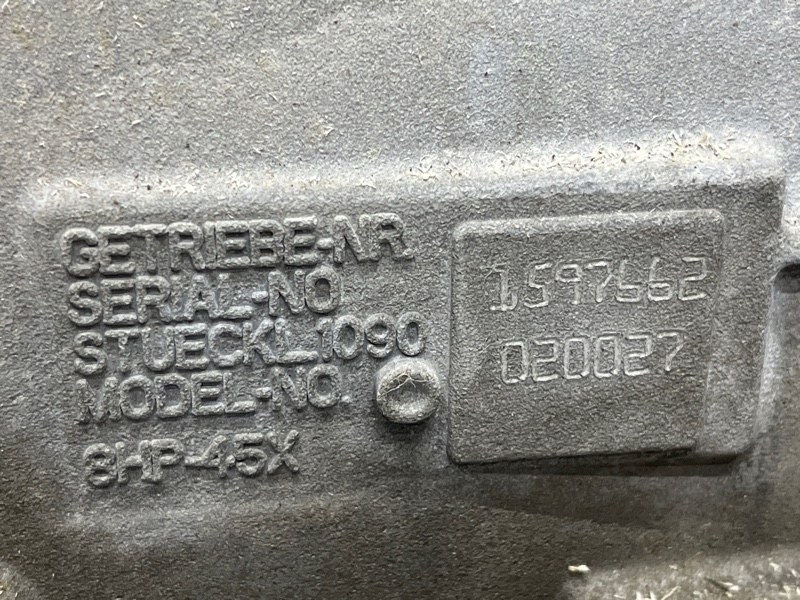 GETRIEBE-NR.
SERIAL-NO
STUECKL.1090
MODEL-NO.
8HP-45X
1597662
020027